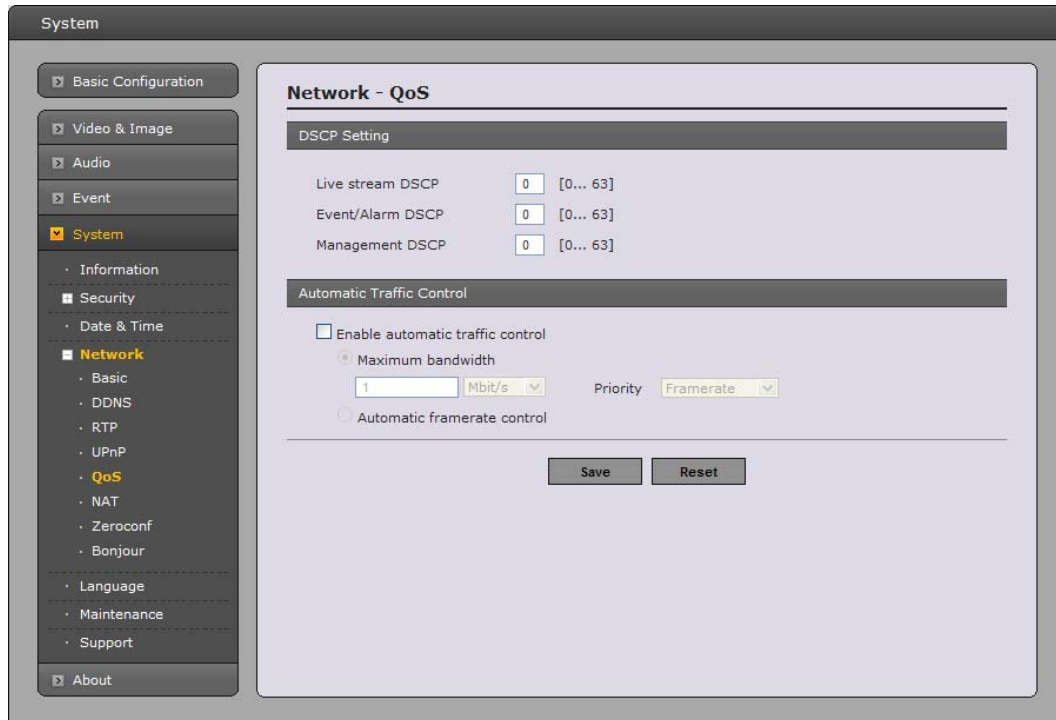 System
Basic Configuration
Video & Image
Audio
Event
System
Information
Security
Date & Time
Network
Basic
DDNS
RTP
UPnP
QoS
NAT
Zeroconf
Bonjour
Language
Maintenance
Support
About
Network - QoS
DSCP Setting
Live stream DSCP 0 [0... 63]
Event/Alarm DSCP 0 [0... 63]
Management DSCP 0 [0... 63]
Automatic Traffic Control
Enable automatic traffic control
Maximum bandwidth
1 Mbit/s Priority Framerate
Automatic framerate control
Save Reset